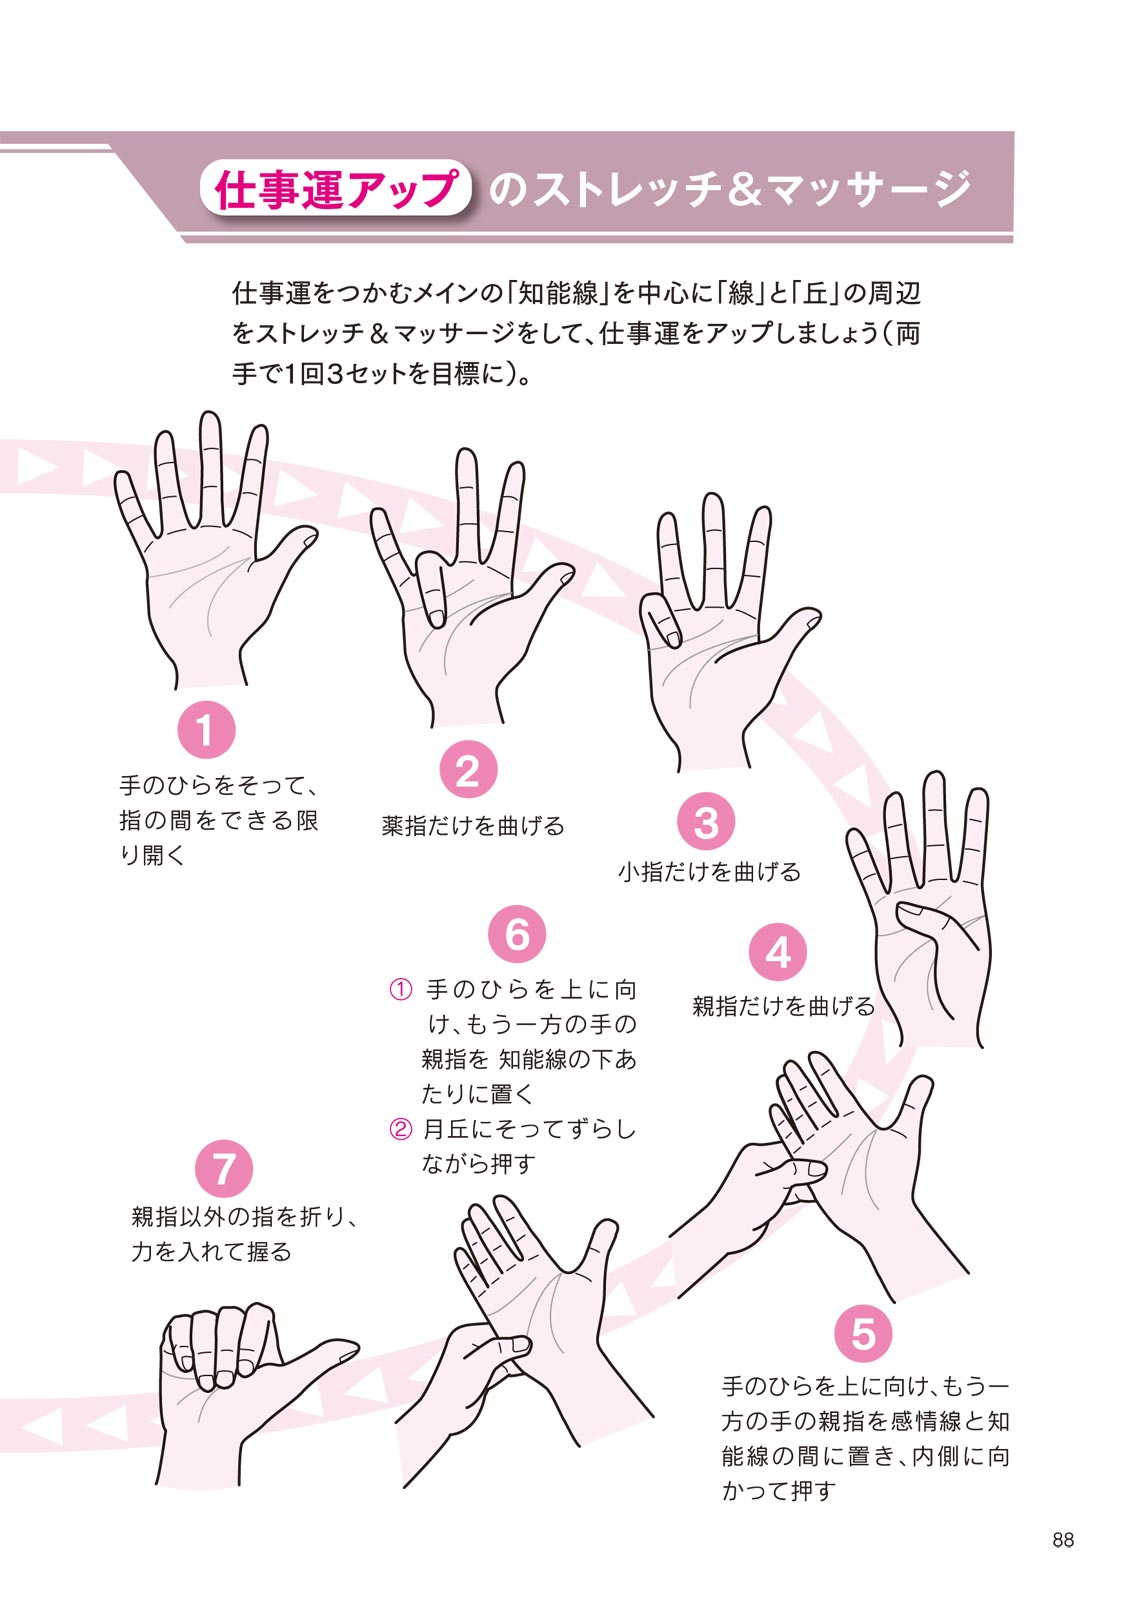 仕事運アップ のストレッチ&マッサージ
仕事運をつかむメインの「知能線」を中心に「線」と「丘」の周辺
をストレッチ&マッサージをして、仕事運をアップしましょう(両
手で1回3セットを目標に)。
1
手のひらをそって、
指の間をできる限
り開く
2
薬指だけを曲げる
3
小指だけを曲げる
4
親指だけを曲げる
5
手のひらを上に向け、もう一
方の手の親指を感情線と知
能線の間に置き、内側に向
かって押す
6
① 手のひらを上に向
け、もう一方の手の
親指を 知能線の下あ
たりに置く
② 月丘にそってずらし
ながら押す
7
親指以外の指を折り、
力を入れて握る
88